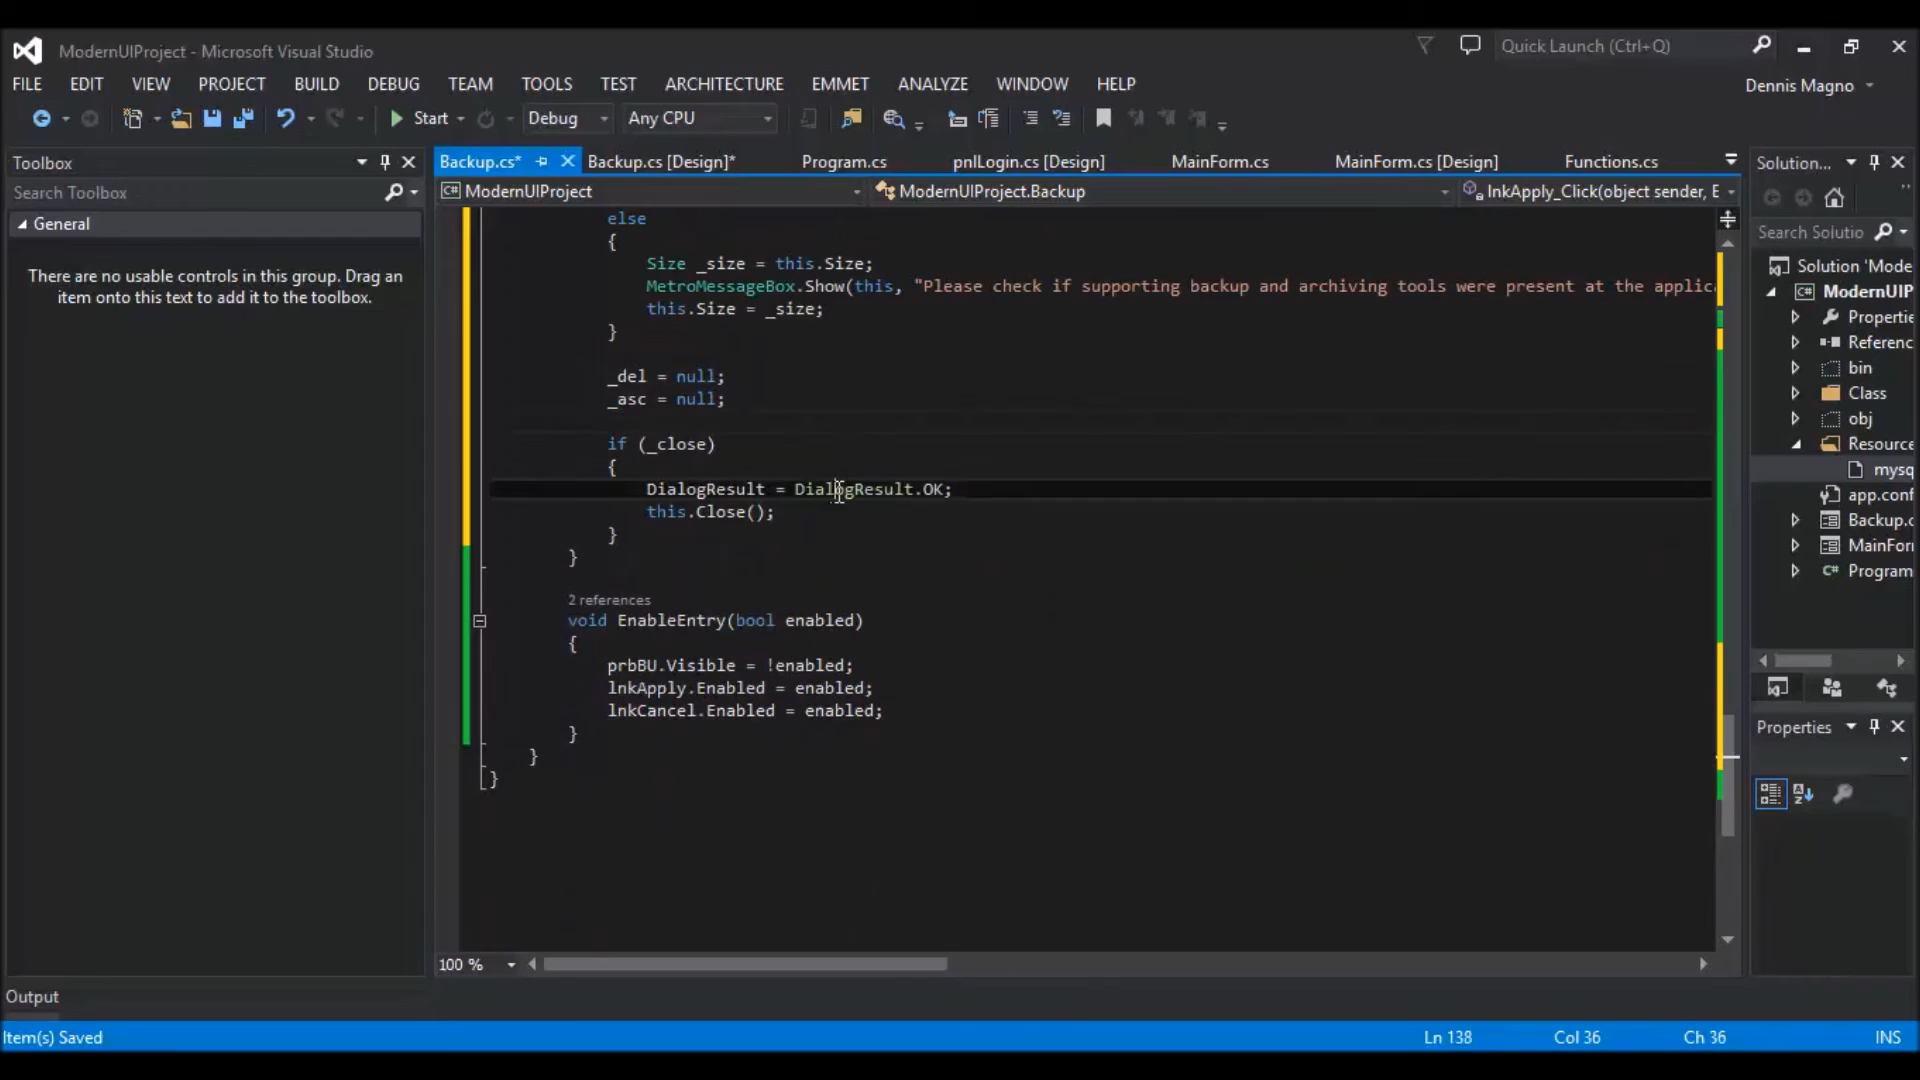 ModernUIProject - Microsoft Visual Studio
Quick Launch (Ctrl+Q)
FILE EDIT VIEW PROJECT BUILD DEBUG TEAM TOOLS TEST ARCHITECTURE EMMET ANALYZE WINDOW HELP
Dennis Magno
Start Debug Any CPU
Toolbox
Search Toolbox
General
There are no usable controls in this group. Drag an
item onto this text to add it to the toolbox.
Backup.cs* Backup.cs [Design]* Program.cs pnlLogin.cs [Design] MainForm.cs MainForm.cs [Design] Functions.cs
ModernUIProject ModernUIProject.Backup lnkApply_Click(object sender, E
else
{
Size _size = this.Size;
MetroMessageBox.Show(this, "Please check if supporting backup and archiving tools were present at the applic
this.Size = _size;
}
_del = null;
_asc = null;
if (_close)
{
DialogResult = DialogResult.OK;
this.Close();
}
}
2 references
void EnableEntry(bool enabled)
{
prbBU.Visible = !enabled;
lnkApply.Enabled = enabled;
lnkCancel.Enabled = enabled;
}
}
}
100 %
Solution...
Search Solutio
Solution 'Mode
C# ModernUIP
Properti
Referenc
bin
Class
obj
Resource
mysq
app.conf
Backup.c
MainFor
C# Program
Properties
Output
Item(s) Saved
Ln 138 Col 36 Ch 36 INS